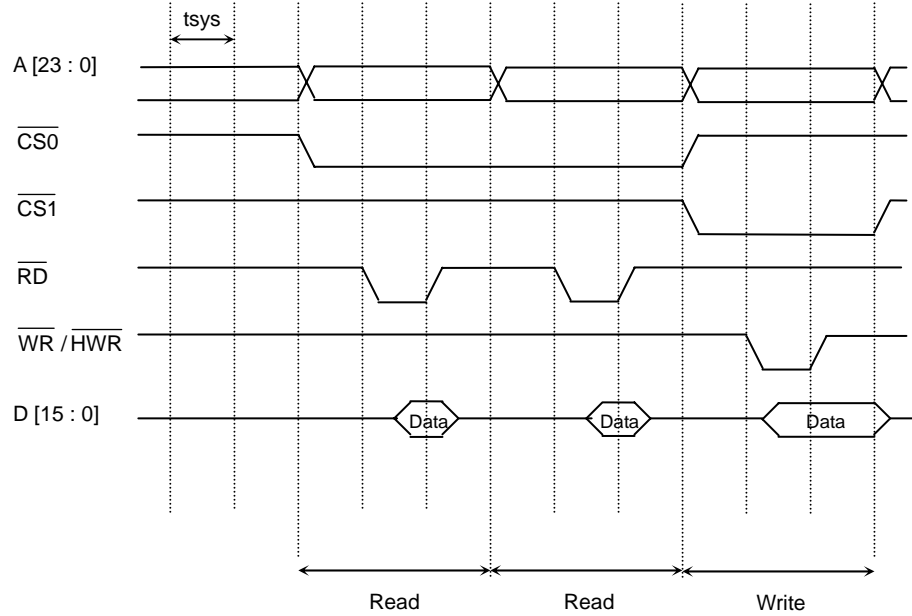 tsys
A [23 : 0]
CS0
CS1
RD
WR / HWR
D [15 : 0]
Data
Data
Data
Read
Read
Write